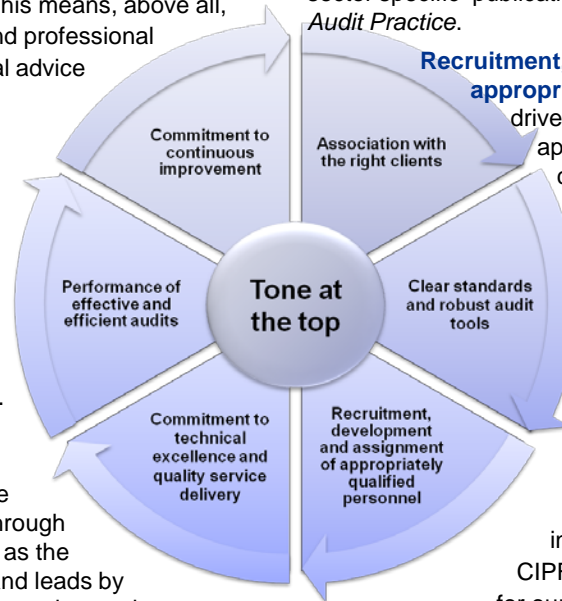 his means, above all,
nd professional
al advice
Audit Practice.
Recruitment
appropri
drive
ap
Commitment to
continuous
improvement
Association with
the right clients
Performance of
effective and
efficient audits
Tone at
the top
Clear standards
and robust audit
tools
Commitment to
technical
excellence and
quality service
delivery
Recruitment,
development
and assignment
of appropriately
qualified
personnel
hrough
as the
and leads by
in
CIPF